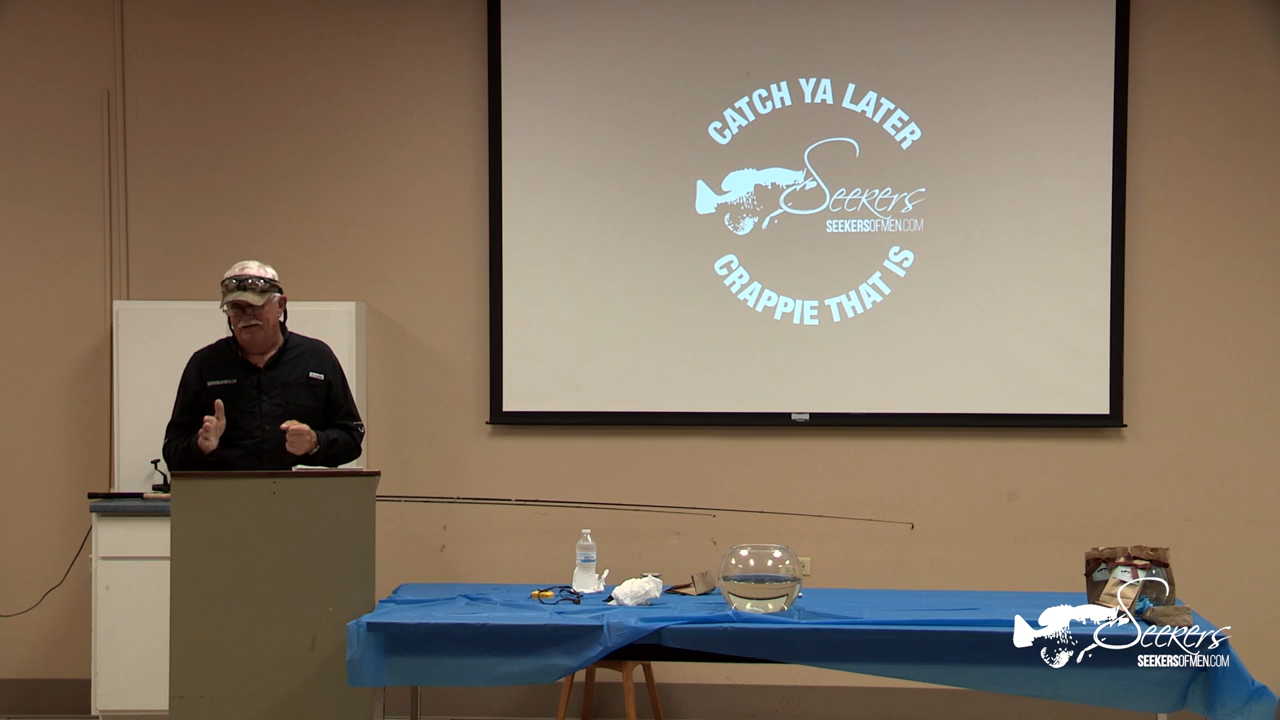 CATCH YA LATER
SEEKERS
SEEKERSOFMEN.COM
CRAPPIE THAT IS
SEEKERS
SEEKERSOFMEN.COM